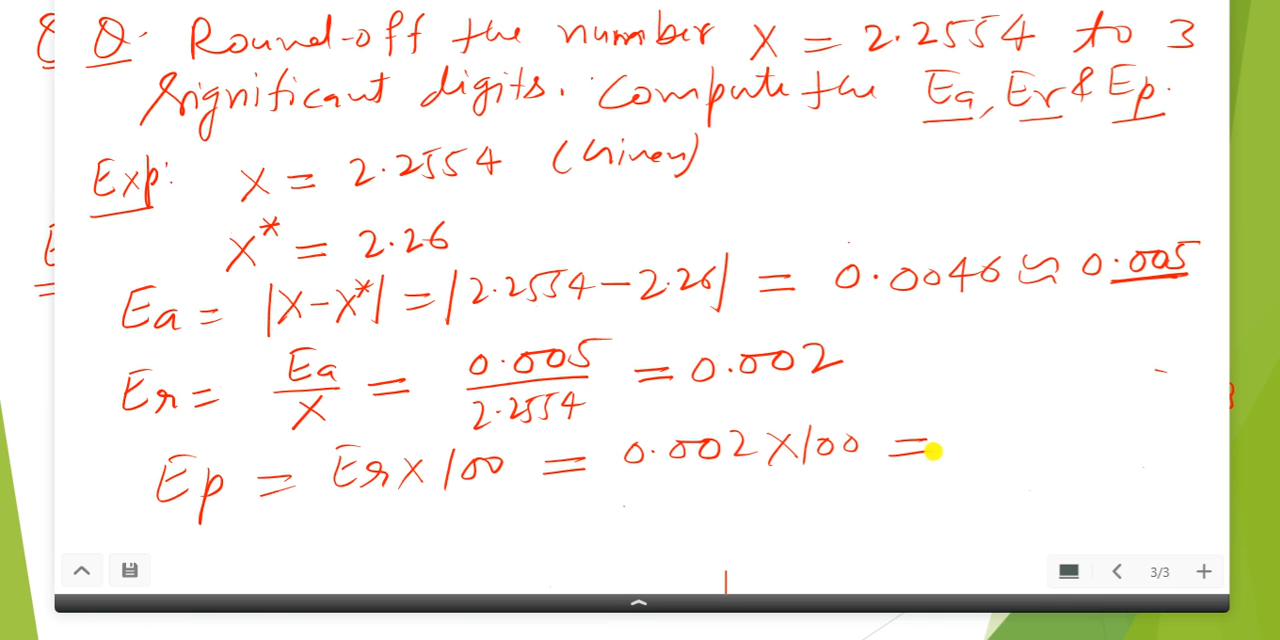 Q. Round-off the number X = 2.2554 to 3
significant digits. Compute the Ea, Er & Ep.
Exp: X = 2.2554 (Given)
X* = 2.26
Ea = |X-X*| = |2.2554-2.26| = 0.0046 ≈ 0.005
Er = Ea/X = 0.005/2.2554 = 0.002
Ep = Er X 100 = 0.002 X 100 =
3/3